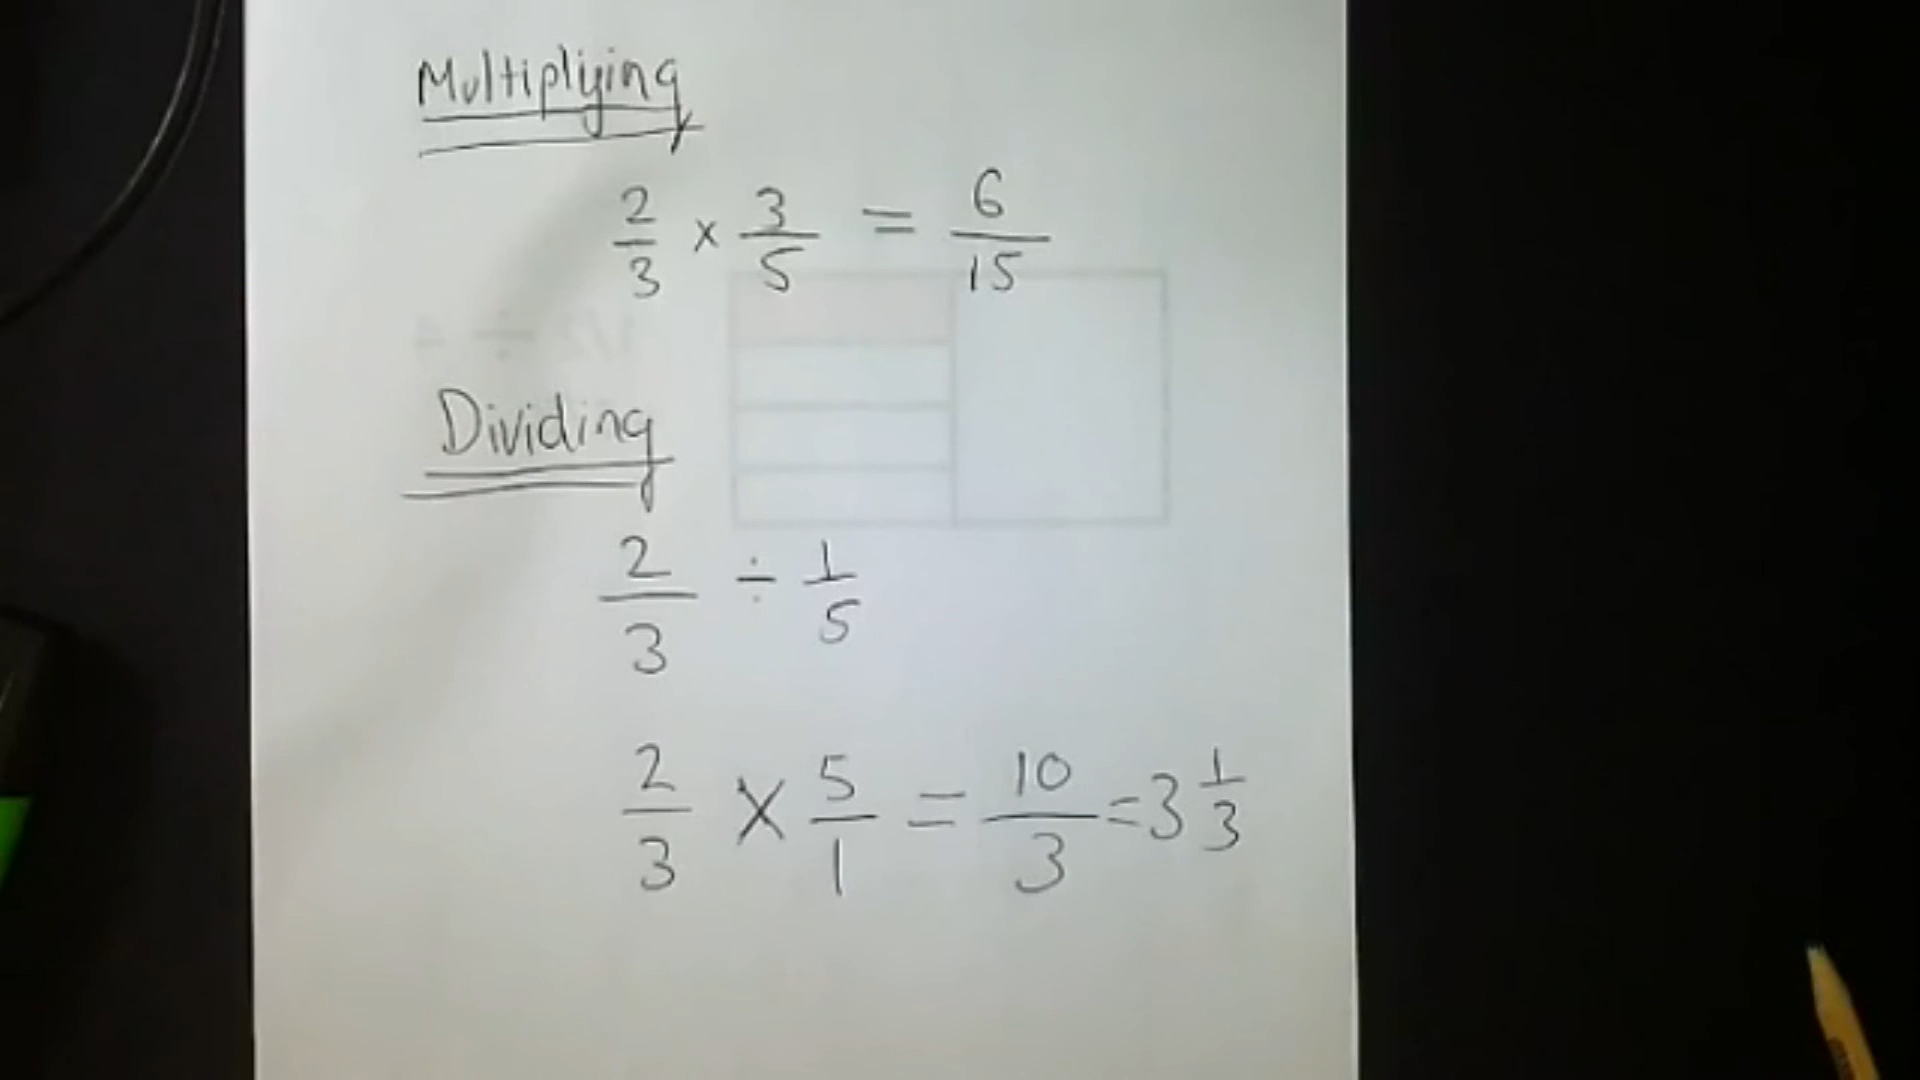 Multiplying
2/3 × 3/5 = 6/15
Dividing
2/3 ÷ 1/5
2/3 × 5/1 = 10/3 = 3 1/3